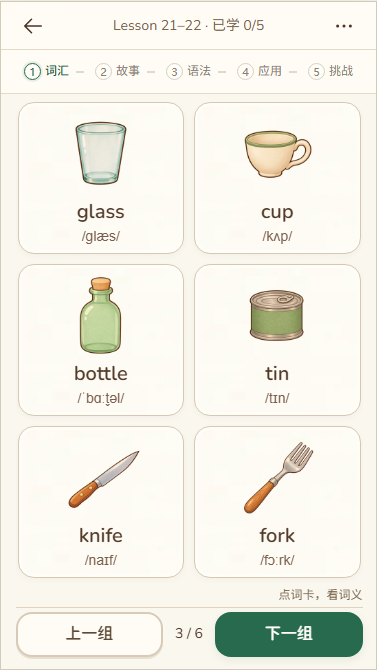 Lesson 21–22 · 已学 0/5
1 词汇 – 2 故事 – 3 语法 – 4 应用 – 5 挑战
glass cup
/ɡlæs/ /kʌp/
bottle tin
/ˈbɑːt̬əl/ /tɪn/
knife fork
/naɪf/ /fɔːrk/
点词卡，看词义
上一组 3 / 6 下一组